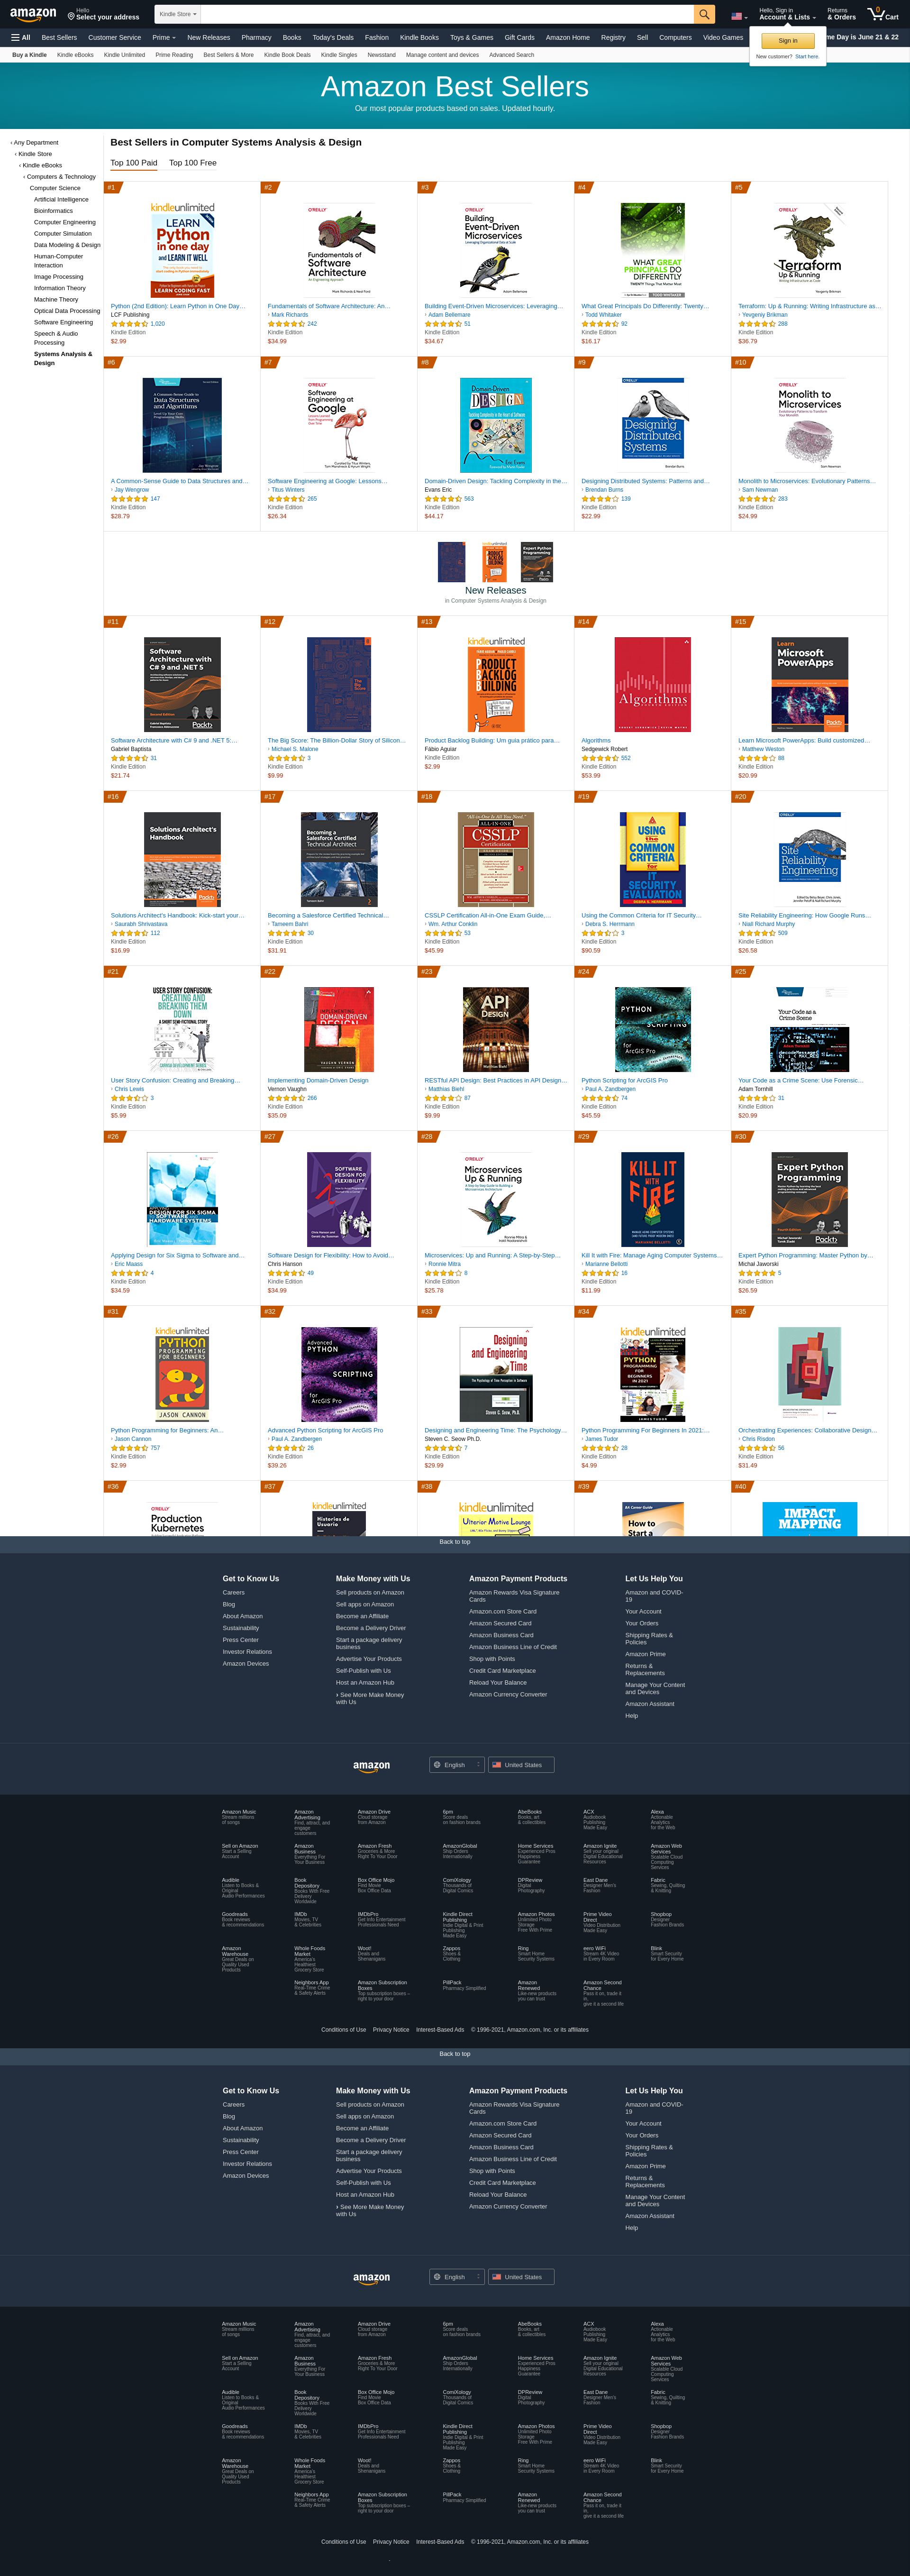 amazon
Hello
Select your address
Kindle Store
Hello, Sign in
Account & Lists
Returns
& Orders
0
Cart
All
Best Sellers
Customer Service
Prime
New Releases
Pharmacy
Books
Today's Deals
Fashion
Kindle Books
Toys & Games
Gift Cards
Amazon Home
Registry
Sell
Computers
Video Games
me Day is June 21 & 22
Sign in
New customer? Start here.
Buy a Kindle
Kindle eBooks
Kindle Unlimited
Prime Reading
Best Sellers & More
Kindle Book Deals
Kindle Singles
Newsstand
Manage content and devices
Advanced Search
Amazon Best Sellers
Our most popular products based on sales. Updated hourly.
‹ Any Department
‹ Kindle Store
‹ Kindle eBooks
‹ Computers & Technology
Computer Science
Artificial Intelligence
Bioinformatics
Computer Engineering
Computer Simulation
Data Modeling & Design
Human-Computer
Interaction
Image Processing
Information Theory
Machine Theory
Optical Data Processing
Software Engineering
Speech & Audio
Processing
Systems Analysis &
Design
Best Sellers in Computer Systems Analysis & Design
Top 100 Paid
Top 100 Free
#1
Python (2nd Edition): Learn Python in One Day…
LCF Publishing
1,020
Kindle Edition
$2.99
#2
Fundamentals of Software Architecture: An…
› Mark Richards
242
Kindle Edition
$34.99
#3
Building Event-Driven Microservices: Leveraging…
› Adam Bellemare
51
Kindle Edition
$34.67
#4
What Great Principals Do Differently: Twenty…
› Todd Whitaker
92
Kindle Edition
$16.17
#5
Terraform: Up & Running: Writing Infrastructure as…
› Yevgeniy Brikman
288
Kindle Edition
$36.79
#6
A Common-Sense Guide to Data Structures and…
› Jay Wengrow
147
Kindle Edition
$28.79
#7
Software Engineering at Google: Lessons…
› Titus Winters
265
Kindle Edition
$26.34
#8
Domain-Driven Design: Tackling Complexity in the…
Evans Eric
563
Kindle Edition
$44.17
#9
Designing Distributed Systems: Patterns and…
› Brendan Burns
139
Kindle Edition
$22.99
#10
Monolith to Microservices: Evolutionary Patterns…
› Sam Newman
283
Kindle Edition
$24.99
New Releases
in Computer Systems Analysis & Design
#11
Software Architecture with C# 9 and .NET 5:…
Gabriel Baptista
31
Kindle Edition
$21.74
#12
The Big Score: The Billion-Dollar Story of Silicon…
› Michael S. Malone
3
Kindle Edition
$9.99
#13
Product Backlog Building: Um guia prático para…
Fábio Aguiar
Kindle Edition
$2.99
#14
Algorithms
Sedgewick Robert
552
Kindle Edition
$53.99
#15
Learn Microsoft PowerApps: Build customized…
› Matthew Weston
88
Kindle Edition
$20.99
#16
Solutions Architect's Handbook: Kick-start your…
› Saurabh Shrivastava
112
Kindle Edition
$16.99
#17
Becoming a Salesforce Certified Technical…
› Tameem Bahri
30
Kindle Edition
$31.91
#18
CSSLP Certification All-in-One Exam Guide,…
› Wm. Arthur Conklin
53
Kindle Edition
$45.99
#19
Using the Common Criteria for IT Security…
› Debra S. Herrmann
3
Kindle Edition
$90.59
#20
Site Reliability Engineering: How Google Runs…
› Niall Richard Murphy
509
Kindle Edition
$26.58
#21
User Story Confusion: Creating and Breaking…
› Chris Lewis
3
Kindle Edition
$5.99
#22
Implementing Domain-Driven Design
Vernon Vaughn
266
Kindle Edition
$35.09
#23
RESTful API Design: Best Practices in API Design…
› Matthias Biehl
87
Kindle Edition
$9.99
#24
Python Scripting for ArcGIS Pro
› Paul A. Zandbergen
74
Kindle Edition
$45.59
#25
Your Code as a Crime Scene: Use Forensic…
Adam Tornhill
31
Kindle Edition
$20.99
#26
Applying Design for Six Sigma to Software and…
› Eric Maass
4
Kindle Edition
$34.59
#27
Software Design for Flexibility: How to Avoid…
Chris Hanson
49
Kindle Edition
$34.99
#28
Microservices: Up and Running: A Step-by-Step…
› Ronnie Mitra
8
Kindle Edition
$25.78
#29
Kill It with Fire: Manage Aging Computer Systems…
› Marianne Bellotti
16
Kindle Edition
$11.99
#30
Expert Python Programming: Master Python by…
Michał Jaworski
5
Kindle Edition
$26.59
#31
Python Programming for Beginners: An…
› Jason Cannon
757
Kindle Edition
$2.99
#32
Advanced Python Scripting for ArcGIS Pro
› Paul A. Zandbergen
26
Kindle Edition
$39.26
#33
Designing and Engineering Time: The Psychology…
Steven C. Seow Ph.D.
7
Kindle Edition
$29.99
#34
Python Programming For Beginners In 2021:…
› James Tudor
28
Kindle Edition
$4.99
#35
Orchestrating Experiences: Collaborative Design…
› Chris Risdon
56
Kindle Edition
$31.49
#36
Production
Kubernetes
#37
kindleunlimited
Historias de
Usuario
#38
kindleunlimited
Ulterior Motive Lounge
#39
How to
Start a
#40
IMPACT
MAPPING
Back to top
Get to Know Us
Careers
Blog
About Amazon
Sustainability
Press Center
Investor Relations
Amazon Devices
Make Money with Us
Sell products on Amazon
Sell apps on Amazon
Become an Affiliate
Become a Delivery Driver
Start a package delivery
business
Advertise Your Products
Self-Publish with Us
Host an Amazon Hub
› See More Make Money
with Us
Amazon Payment Products
Amazon Rewards Visa Signature
Cards
Amazon.com Store Card
Amazon Secured Card
Amazon Business Card
Amazon Business Line of Credit
Shop with Points
Credit Card Marketplace
Reload Your Balance
Amazon Currency Converter
Let Us Help You
Amazon and COVID-
19
Your Account
Your Orders
Shipping Rates &
Policies
Amazon Prime
Returns &
Replacements
Manage Your Content
and Devices
Amazon Assistant
Help
amazon
English
United States
Amazon Music
Stream millions
of songs
Amazon
Advertising
Find, attract, and
engage
customers
Amazon Drive
Cloud storage
from Amazon
6pm
Score deals
on fashion brands
AbeBooks
Books, art
& collectibles
ACX
Audiobook
Publishing
Made Easy
Alexa
Actionable
Analytics
for the Web
Sell on Amazon
Start a Selling
Account
Amazon
Business
Everything For
Your Business
Amazon Fresh
Groceries & More
Right To Your Door
AmazonGlobal
Ship Orders
Internationally
Home Services
Experienced Pros
Happiness
Guarantee
Amazon Ignite
Sell your original
Digital Educational
Resources
Amazon Web
Services
Scalable Cloud
Computing
Services
Audible
Listen to Books &
Original
Audio Performances
Book
Depository
Books With Free
Delivery
Worldwide
Box Office Mojo
Find Movie
Box Office Data
ComiXology
Thousands of
Digital Comics
DPReview
Digital
Photography
East Dane
Designer Men's
Fashion
Fabric
Sewing, Quilting
& Knitting
Goodreads
Book reviews
& recommendations
IMDb
Movies, TV
& Celebrities
IMDbPro
Get Info Entertainment
Professionals Need
Kindle Direct
Publishing
Indie Digital & Print
Publishing
Made Easy
Amazon Photos
Unlimited Photo
Storage
Free With Prime
Prime Video
Direct
Video Distribution
Made Easy
Shopbop
Designer
Fashion Brands
Amazon
Warehouse
Great Deals on
Quality Used
Products
Whole Foods
Market
America's
Healthiest
Grocery Store
Woot!
Deals and
Shenanigans
Zappos
Shoes &
Clothing
Ring
Smart Home
Security Systems
eero WiFi
Stream 4K Video
in Every Room
Blink
Smart Security
for Every Home
Neighbors App
Real-Time Crime
& Safety Alerts
Amazon Subscription
Boxes
Top subscription boxes –
right to your door
PillPack
Pharmacy Simplified
Amazon
Renewed
Like-new products
you can trust
Amazon Second
Chance
Pass it on, trade it
in,
give it a second life
Conditions of Use
Privacy Notice
Interest-Based Ads
© 1996-2021, Amazon.com, Inc. or its affiliates
Back to top
Get to Know Us
Careers
Blog
About Amazon
Sustainability
Press Center
Investor Relations
Amazon Devices
Make Money with Us
Sell products on Amazon
Sell apps on Amazon
Become an Affiliate
Become a Delivery Driver
Start a package delivery
business
Advertise Your Products
Self-Publish with Us
Host an Amazon Hub
› See More Make Money
with Us
Amazon Payment Products
Amazon Rewards Visa Signature
Cards
Amazon.com Store Card
Amazon Secured Card
Amazon Business Card
Amazon Business Line of Credit
Shop with Points
Credit Card Marketplace
Reload Your Balance
Amazon Currency Converter
Let Us Help You
Amazon and COVID-
19
Your Account
Your Orders
Shipping Rates &
Policies
Amazon Prime
Returns &
Replacements
Manage Your Content
and Devices
Amazon Assistant
Help
amazon
English
United States
Amazon Music
Stream millions
of songs
Amazon
Advertising
Find, attract, and
engage
customers
Amazon Drive
Cloud storage
from Amazon
6pm
Score deals
on fashion brands
AbeBooks
Books, art
& collectibles
ACX
Audiobook
Publishing
Made Easy
Alexa
Actionable
Analytics
for the Web
Sell on Amazon
Start a Selling
Account
Amazon
Business
Everything For
Your Business
Amazon Fresh
Groceries & More
Right To Your Door
AmazonGlobal
Ship Orders
Internationally
Home Services
Experienced Pros
Happiness
Guarantee
Amazon Ignite
Sell your original
Digital Educational
Resources
Amazon Web
Services
Scalable Cloud
Computing
Services
Audible
Listen to Books &
Original
Audio Performances
Book
Depository
Books With Free
Delivery
Worldwide
Box Office Mojo
Find Movie
Box Office Data
ComiXology
Thousands of
Digital Comics
DPReview
Digital
Photography
East Dane
Designer Men's
Fashion
Fabric
Sewing, Quilting
& Knitting
Goodreads
Book reviews
& recommendations
IMDb
Movies, TV
& Celebrities
IMDbPro
Get Info Entertainment
Professionals Need
Kindle Direct
Publishing
Indie Digital & Print
Publishing
Made Easy
Amazon Photos
Unlimited Photo
Storage
Free With Prime
Prime Video
Direct
Video Distribution
Made Easy
Shopbop
Designer
Fashion Brands
Amazon
Warehouse
Great Deals on
Quality Used
Products
Whole Foods
Market
America's
Healthiest
Grocery Store
Woot!
Deals and
Shenanigans
Zappos
Shoes &
Clothing
Ring
Smart Home
Security Systems
eero WiFi
Stream 4K Video
in Every Room
Blink
Smart Security
for Every Home
Neighbors App
Real-Time Crime
& Safety Alerts
Amazon Subscription
Boxes
Top subscription boxes –
right to your door
PillPack
Pharmacy Simplified
Amazon
Renewed
Like-new products
you can trust
Amazon Second
Chance
Pass it on, trade it
in,
give it a second life
Conditions of Use
Privacy Notice
Interest-Based Ads
© 1996-2021, Amazon.com, Inc. or its affiliates